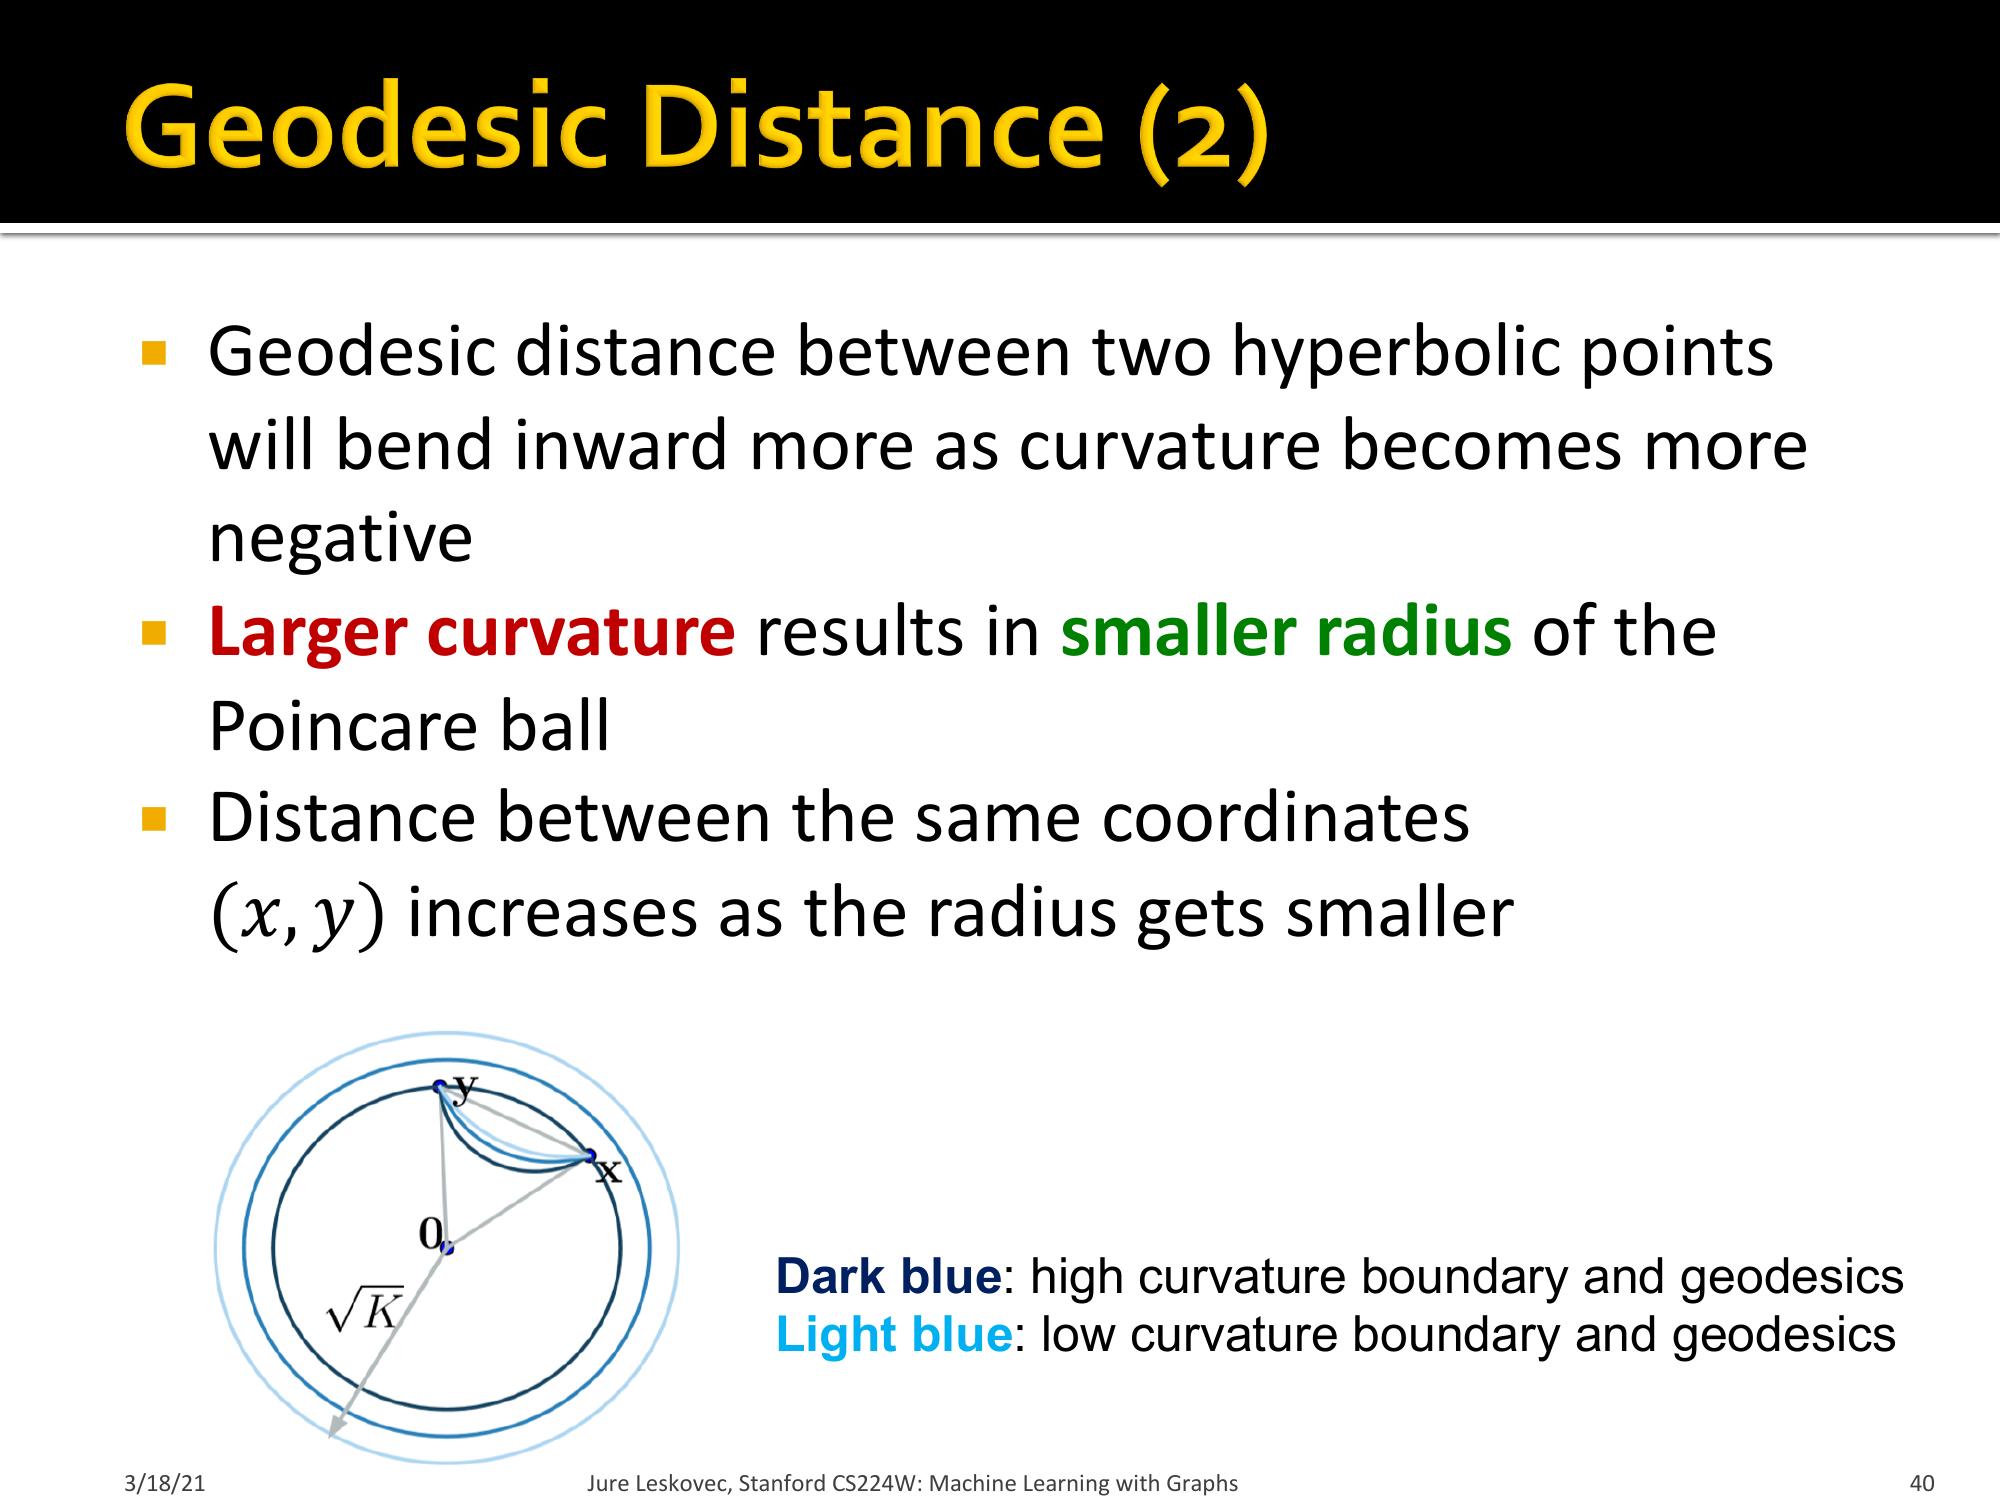 Geodesic Distance (2)
Geodesic distance between two hyperbolic points
will bend inward more as curvature becomes more
negative
Larger curvature results in smaller radius of the
Poincare ball
Distance between the same coordinates
(x, y) increases as the radius gets smaller
y
x
0
√K
Dark blue: high curvature boundary and geodesics
Light blue: low curvature boundary and geodesics
3/18/21
Jure Leskovec, Stanford CS224W: Machine Learning with Graphs
40